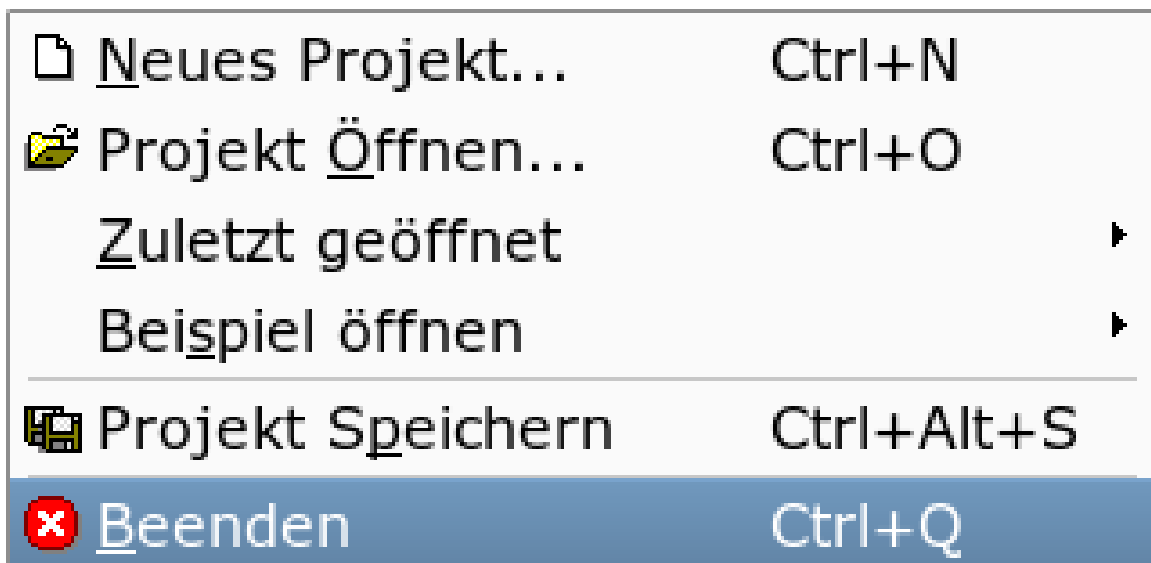 Neues Projekt... Ctrl+N
Projekt Öffnen... Ctrl+O
Zuletzt geöffnet
Beispiel öffnen
Projekt Speichern Ctrl+Alt+S
Beenden Ctrl+Q